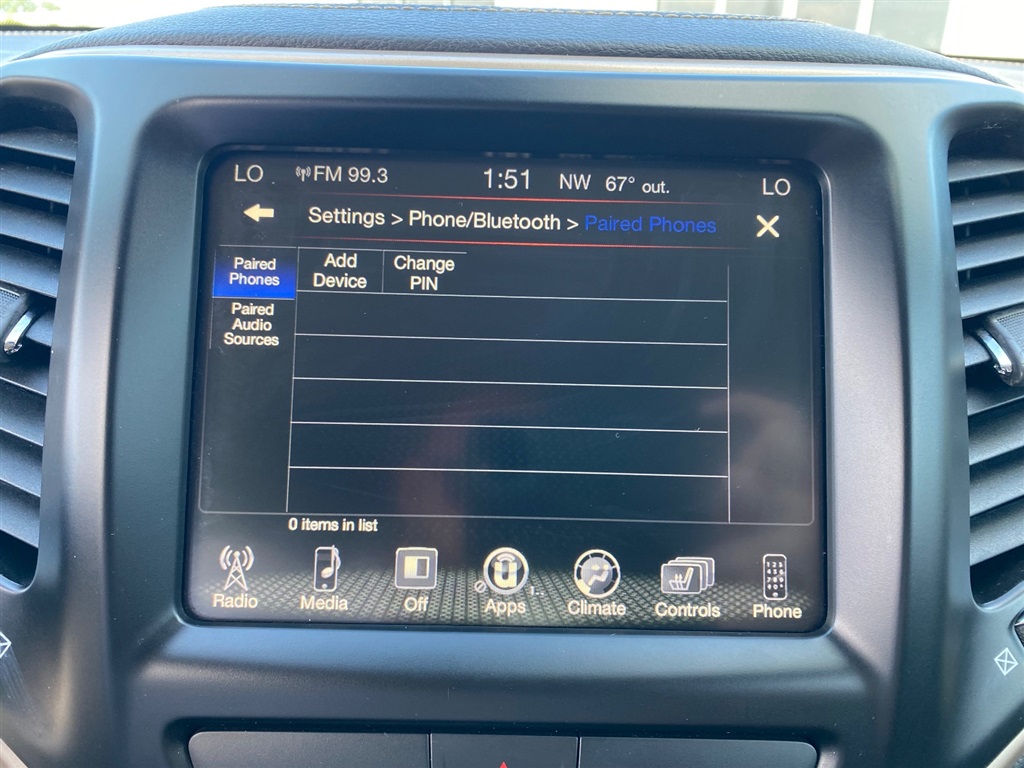 LO FM 99.3 1:51 NW 67° out. LO
Settings > Phone/Bluetooth > Paired Phones
Paired
Phones
Add
Device
Change
PIN
Paired
Audio
Sources
0 items in list
Radio Media Off Apps Climate Controls Phone